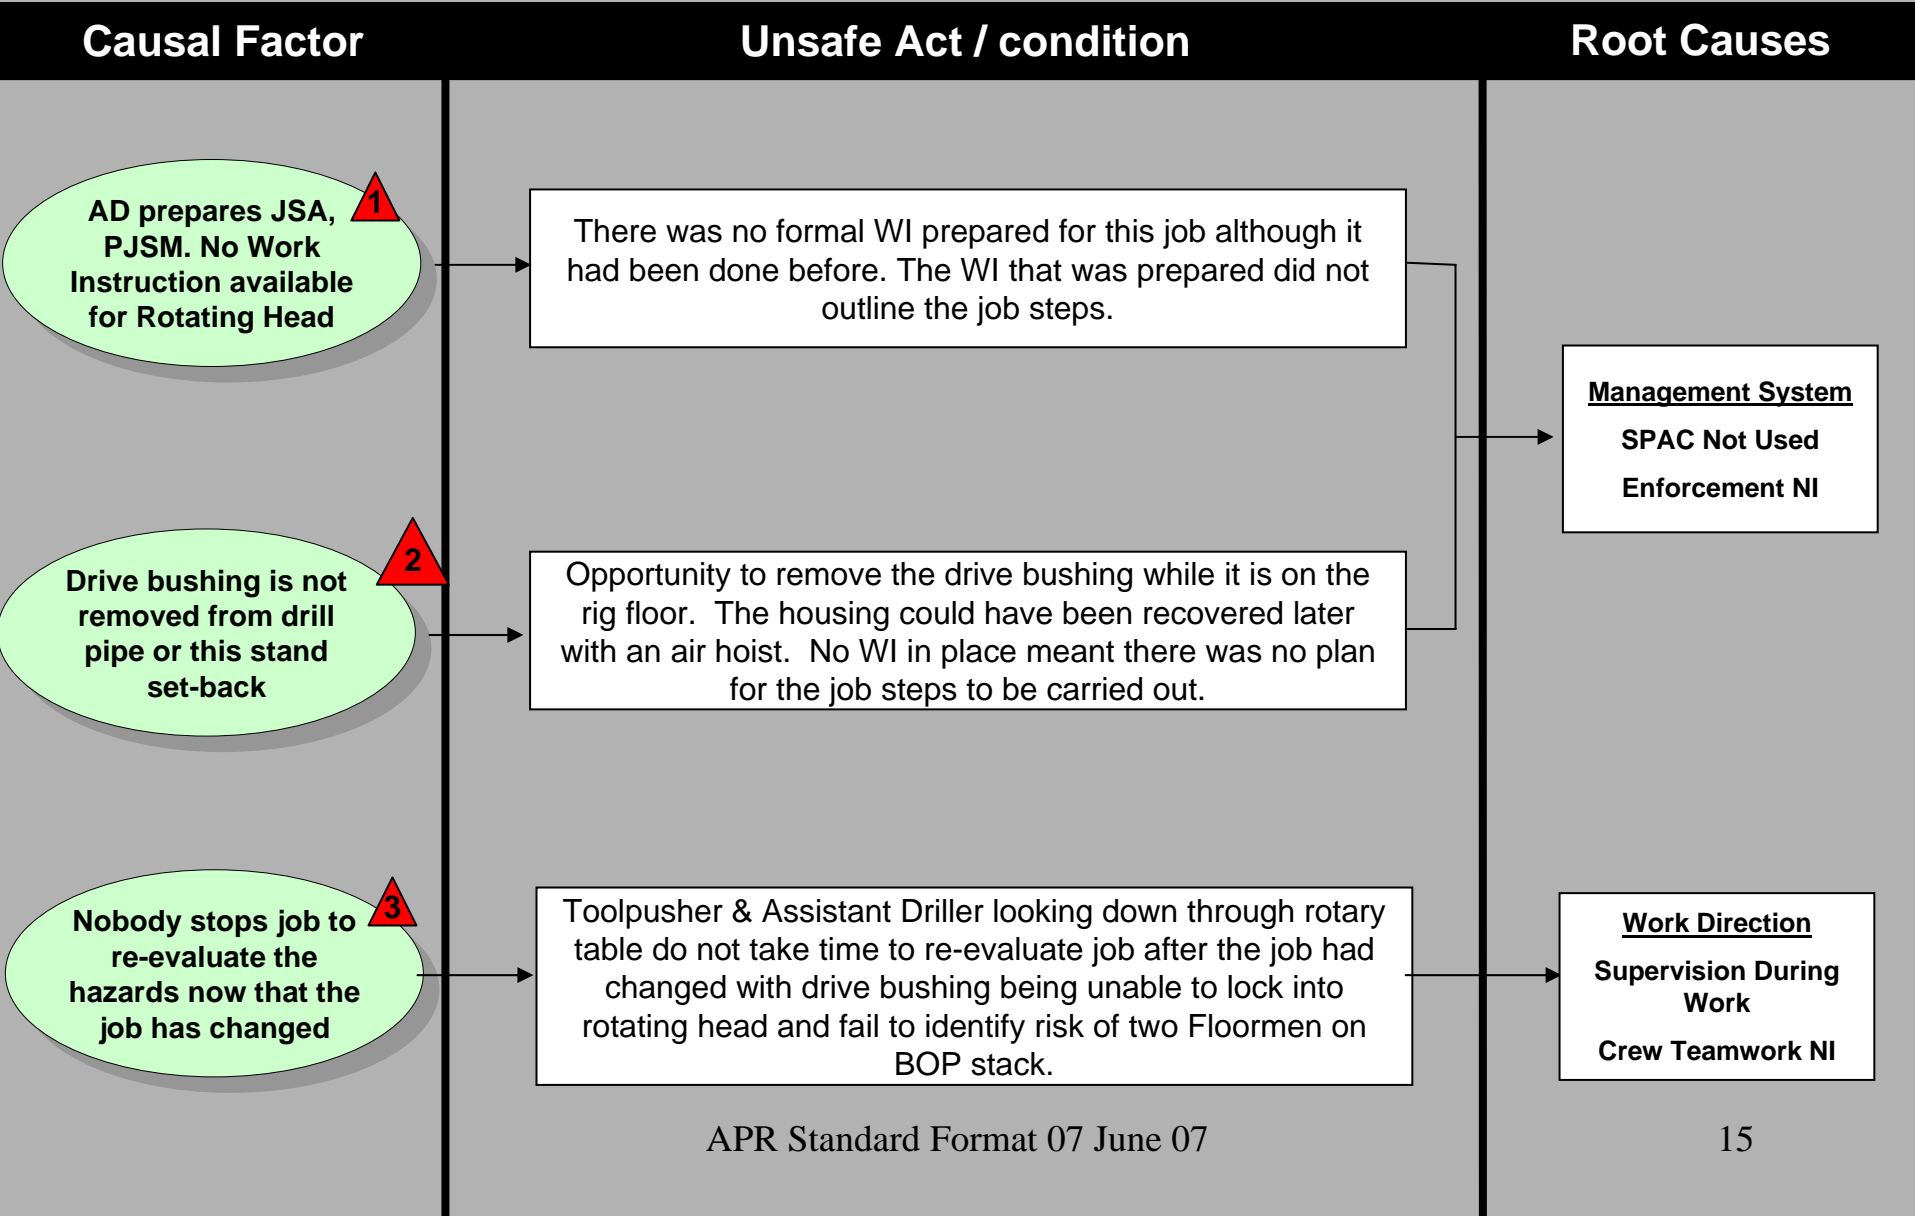 Causal Factor
Unsafe Act / condition
Root Causes
AD prepares JSA,
PJSM. No Work
Instruction available
for Rotating Head
1
There was no formal WI prepared for this job although it
had been done before. The WI that was prepared did not
outline the job steps.
Management System
SPAC Not Used
Enforcement NI
Drive bushing is not
removed from drill
pipe or this stand
set-back
2
Opportunity to remove the drive bushing while it is on the
rig floor. The housing could have been recovered later
with an air hoist. No WI in place meant there was no plan
for the job steps to be carried out.
Nobody stops job to
re-evaluate the
hazards now that the
job has changed
3
Toolpusher & Assistant Driller looking down through rotary
table do not take time to re-evaluate job after the job had
changed with drive bushing being unable to lock into
rotating head and fail to identify risk of two Floormen on
BOP stack.
Work Direction
Supervision During
Work
Crew Teamwork NI
APR Standard Format 07 June 07
15